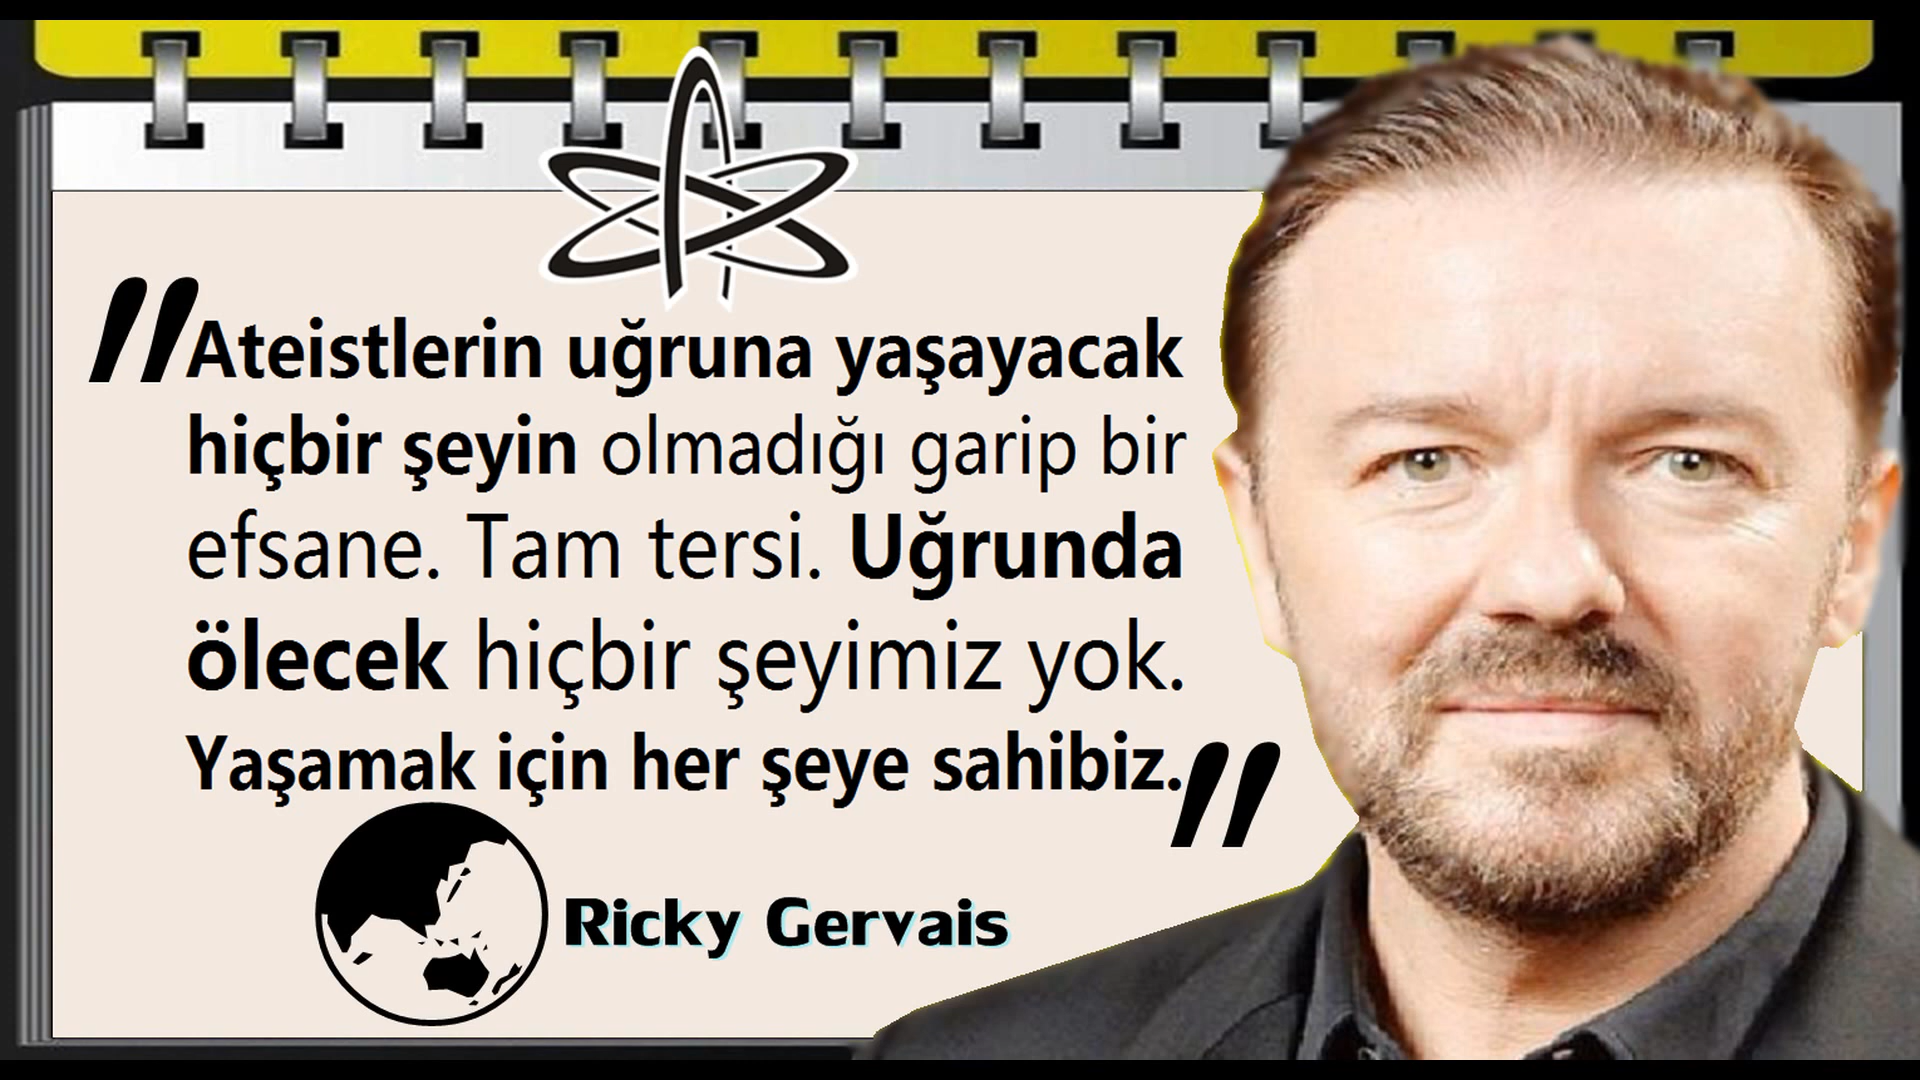 "Ateistlerin uğruna yaşayacak
hiçbir şeyin olmadığı garip bir
efsane. Tam tersi. Uğrunda
ölecek hiçbir şeyimiz yok.
Yaşamak için her şeye sahibiz."
Ricky Gervais